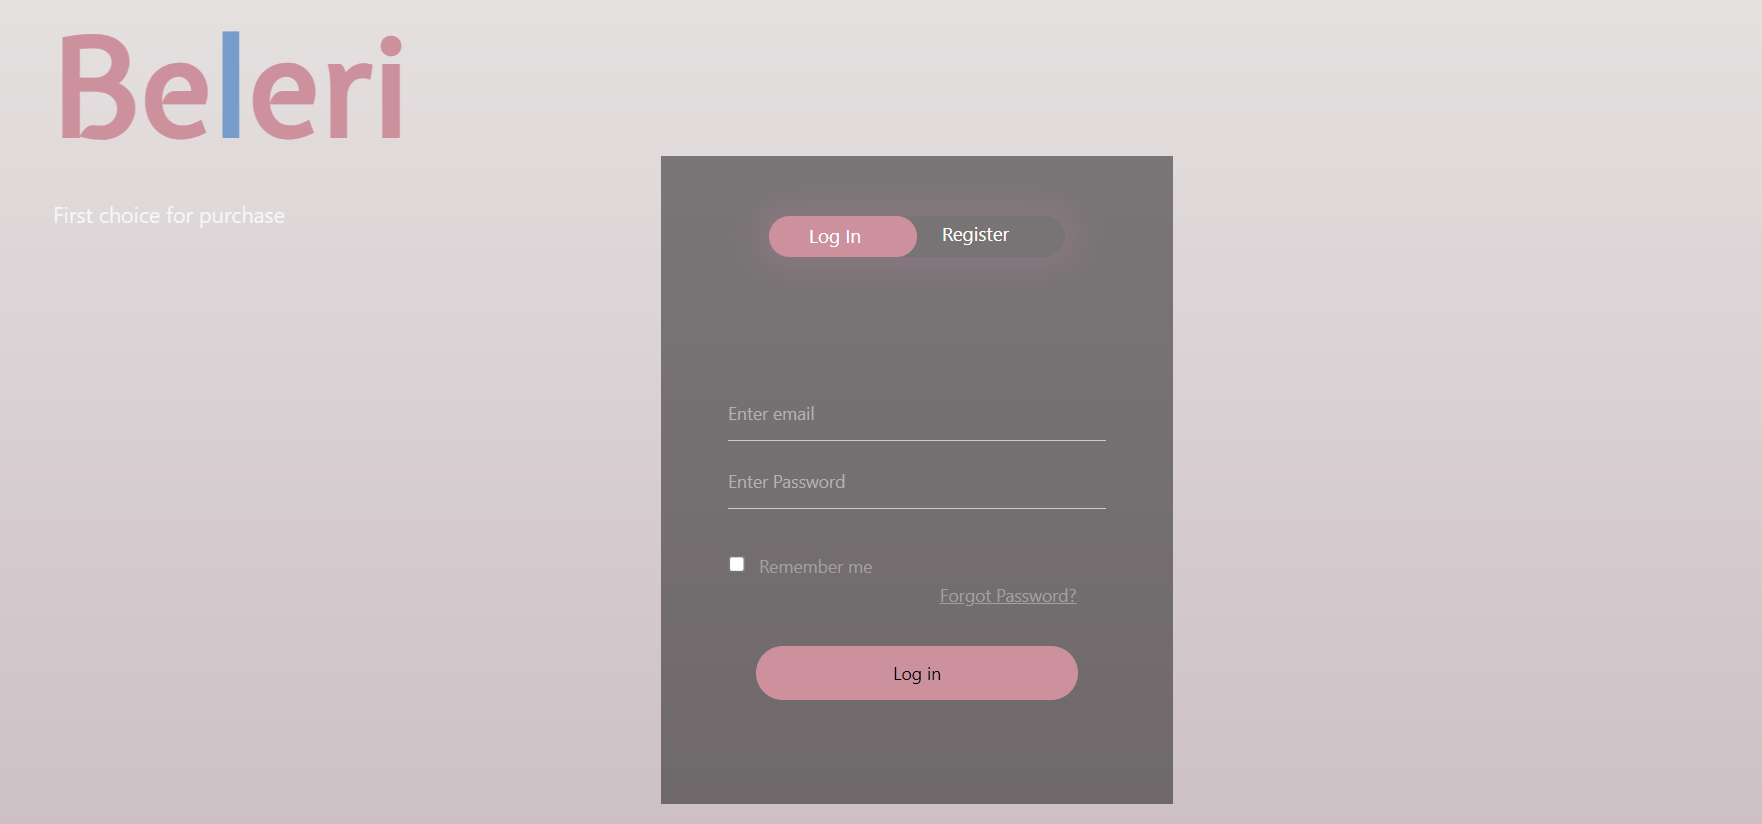 Beleri
First choice for purchase
Log In
Register
Enter email
Enter Password
Remember me
Forgot Password?
Log in